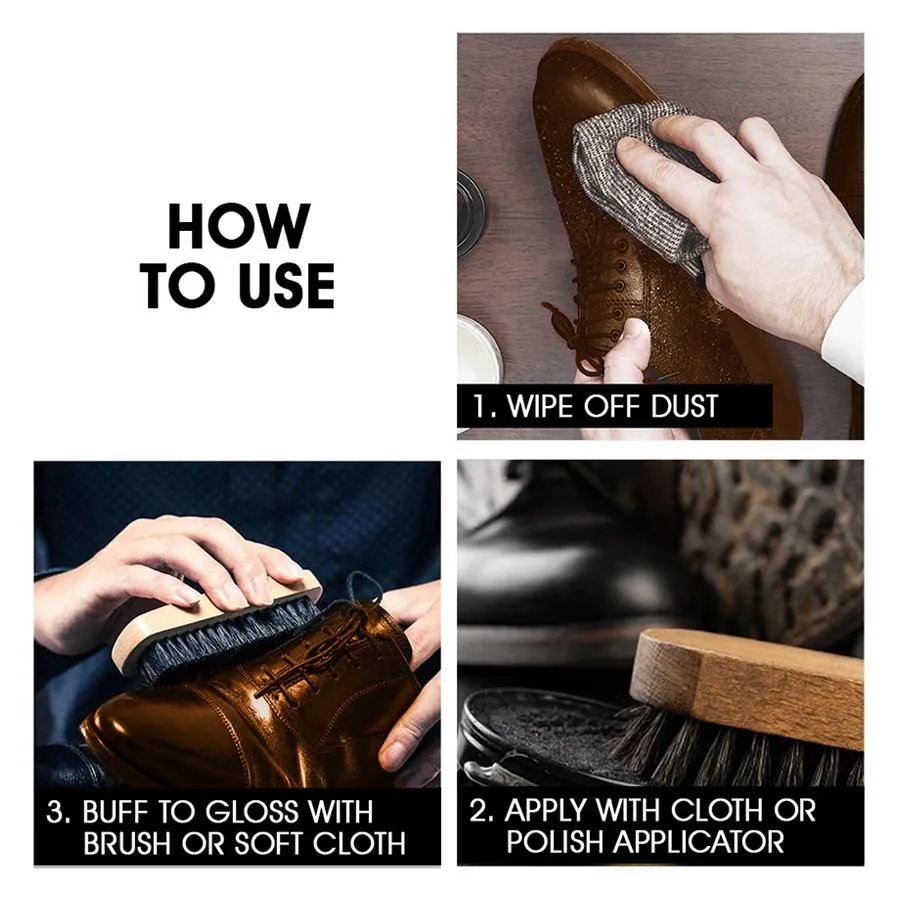 HOW
TO USE
1. WIPE OFF DUST
2. APPLY WITH CLOTH OR
POLISH APPLICATOR
3. BUFF TO GLOSS WITH
BRUSH OR SOFT CLOTH